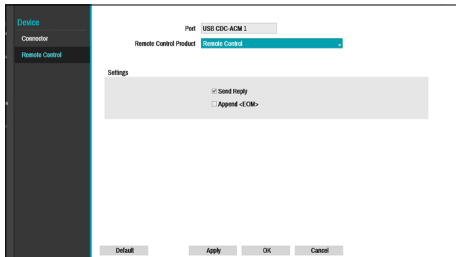 Device
Connector
Remote Control
Port USB CDC-ACM 1
Remote Control Product Remote Control
Settings
Send Reply
Append <EOM>
Default Apply OK Cancel